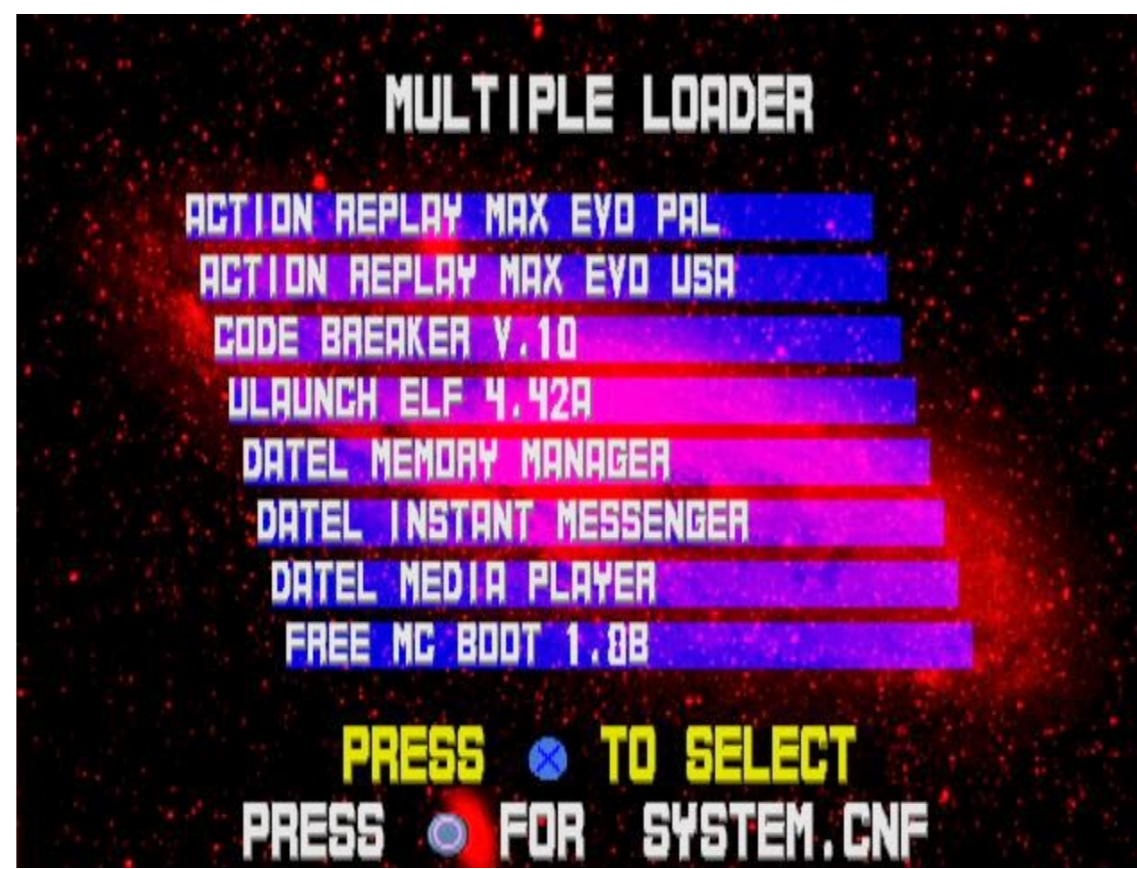 MULTIPLE LOADER
ACTION REPLAY MAX EVO PAL
ACTION REPLAY MAX EVO USA
CODE BREAKER V.10
ULAUNCH ELF 4.42A
DATEL MEMORY MANAGER
DATEL INSTANT MESSENGER
DATEL MEDIA PLAYER
FREE MC BOOT 1.8B
PRESS TO SELECT
PRESS FOR SYSTEM.CNF